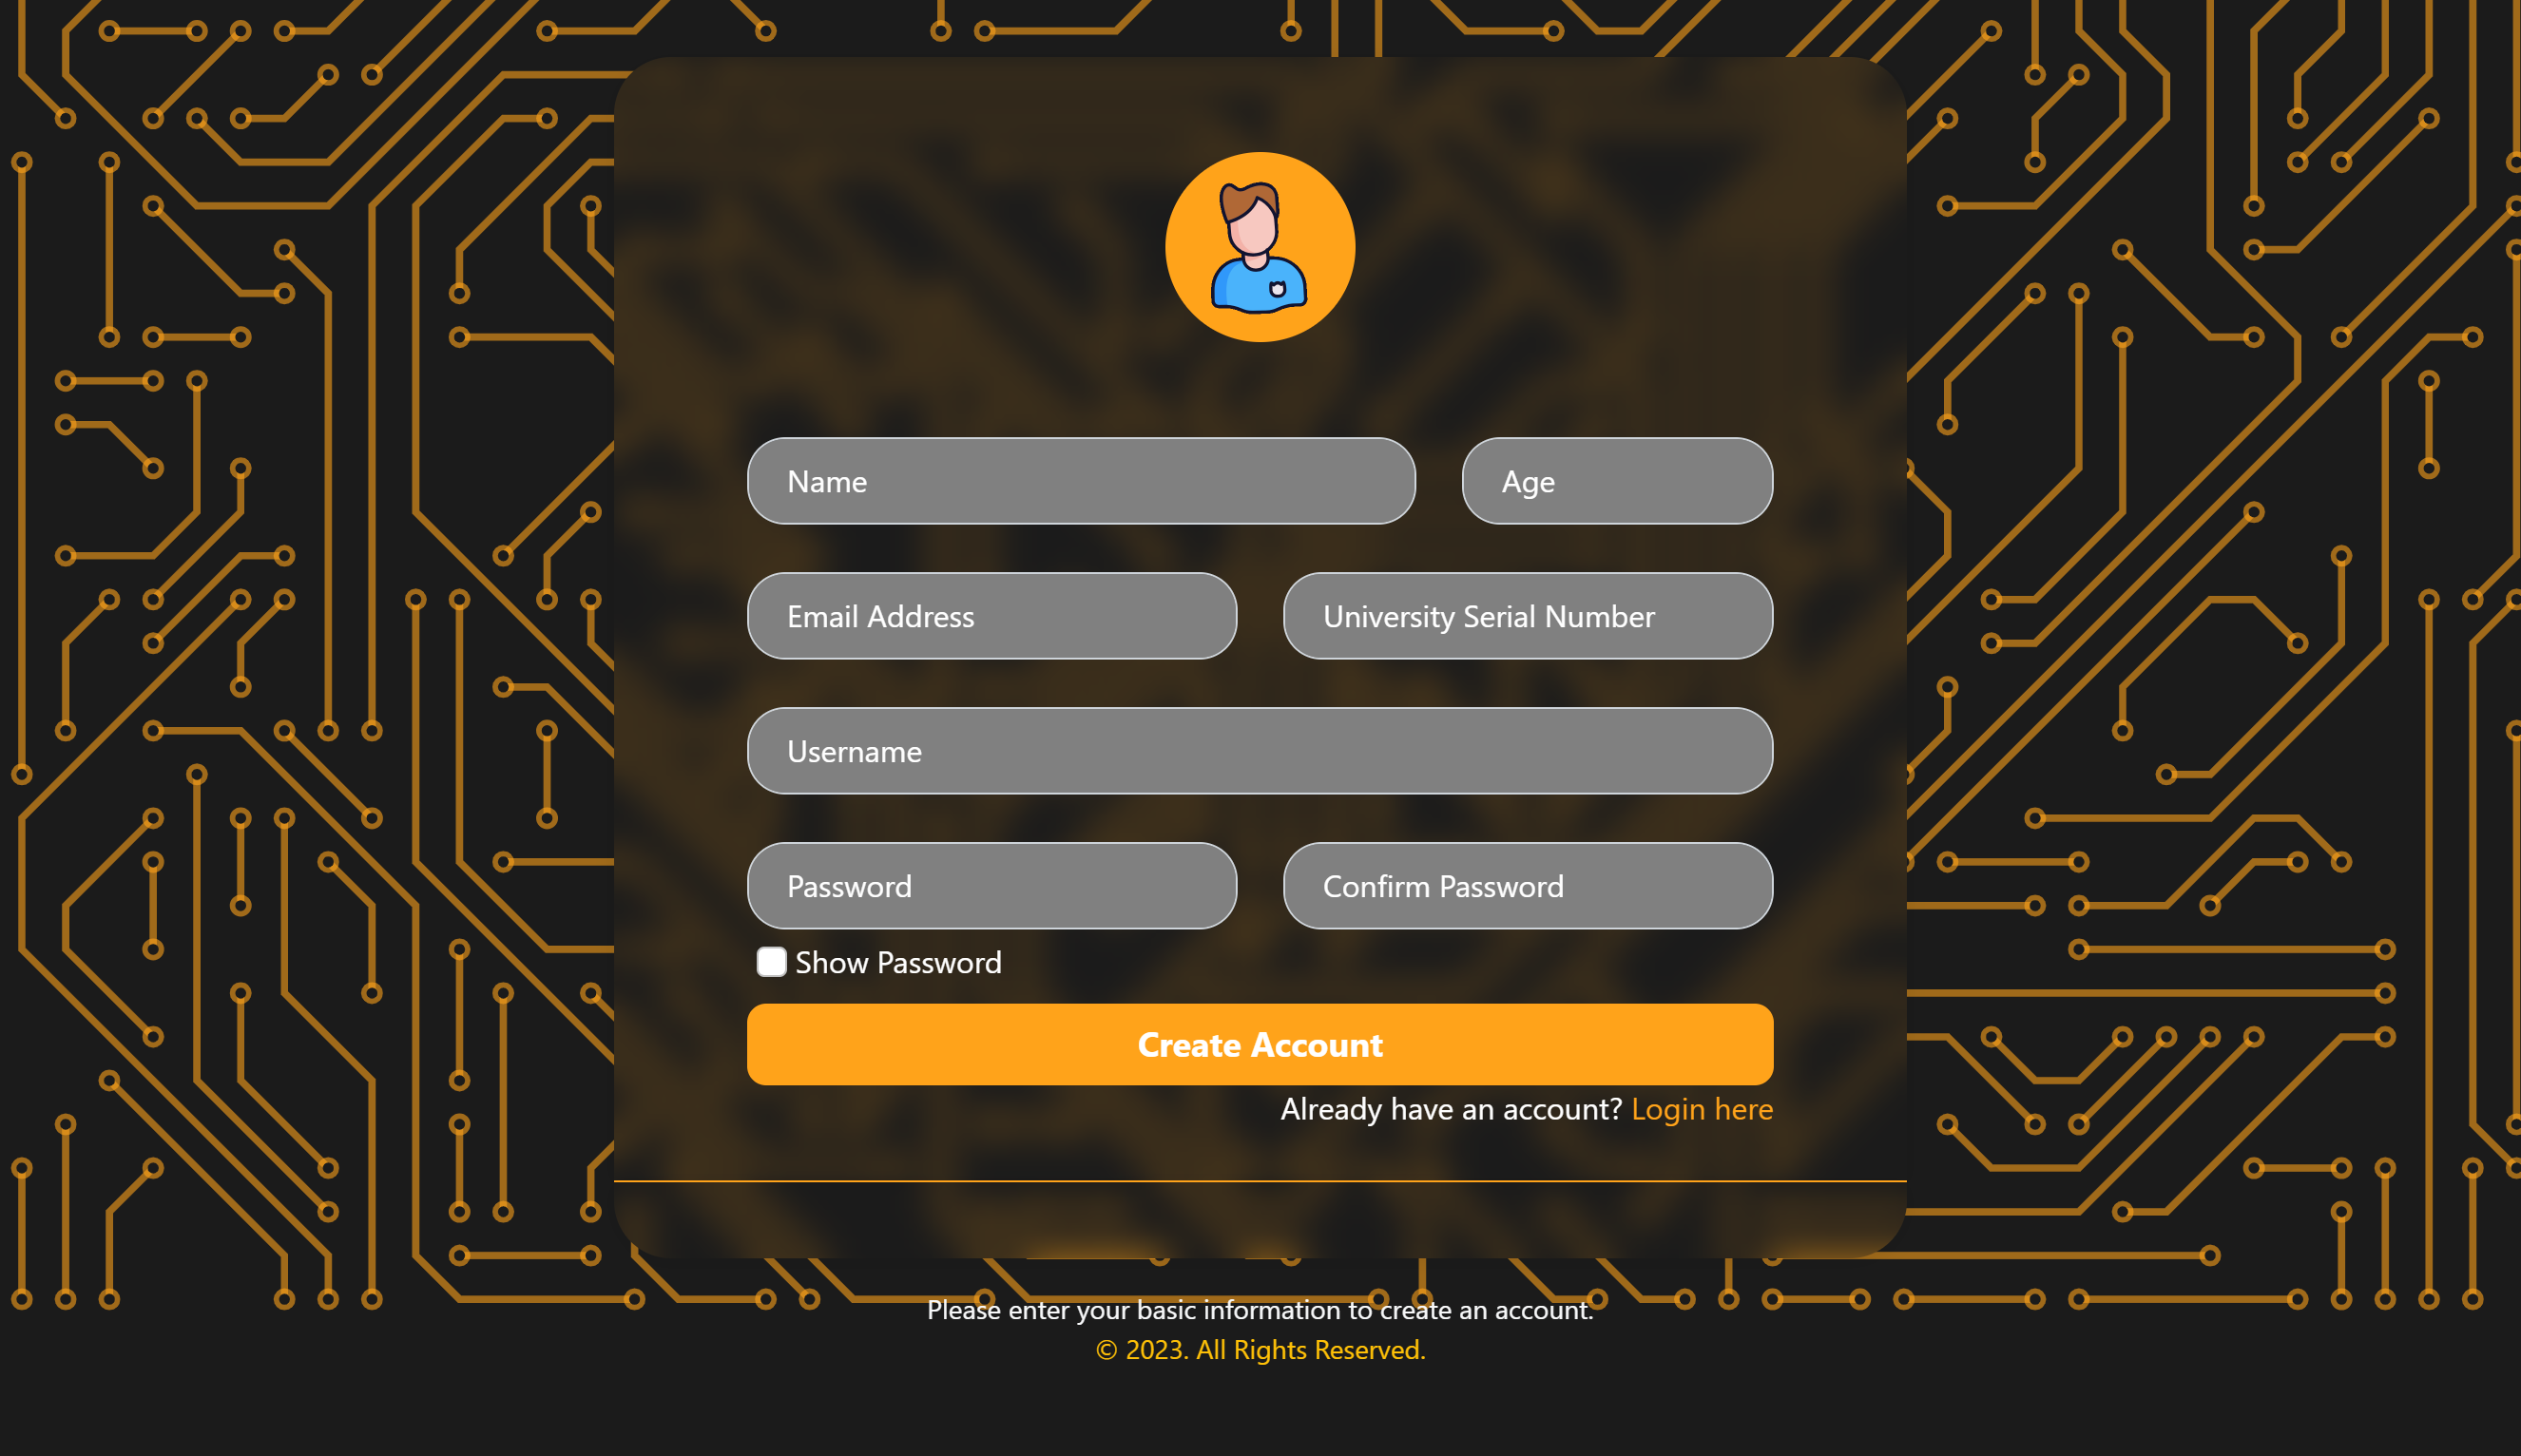 Name
Age
Email Address
University Serial Number
Username
Password
Confirm Password
Show Password
Create Account
Already have an account? Login here
Please enter your basic information to create an account.
© 2023. All Rights Reserved.